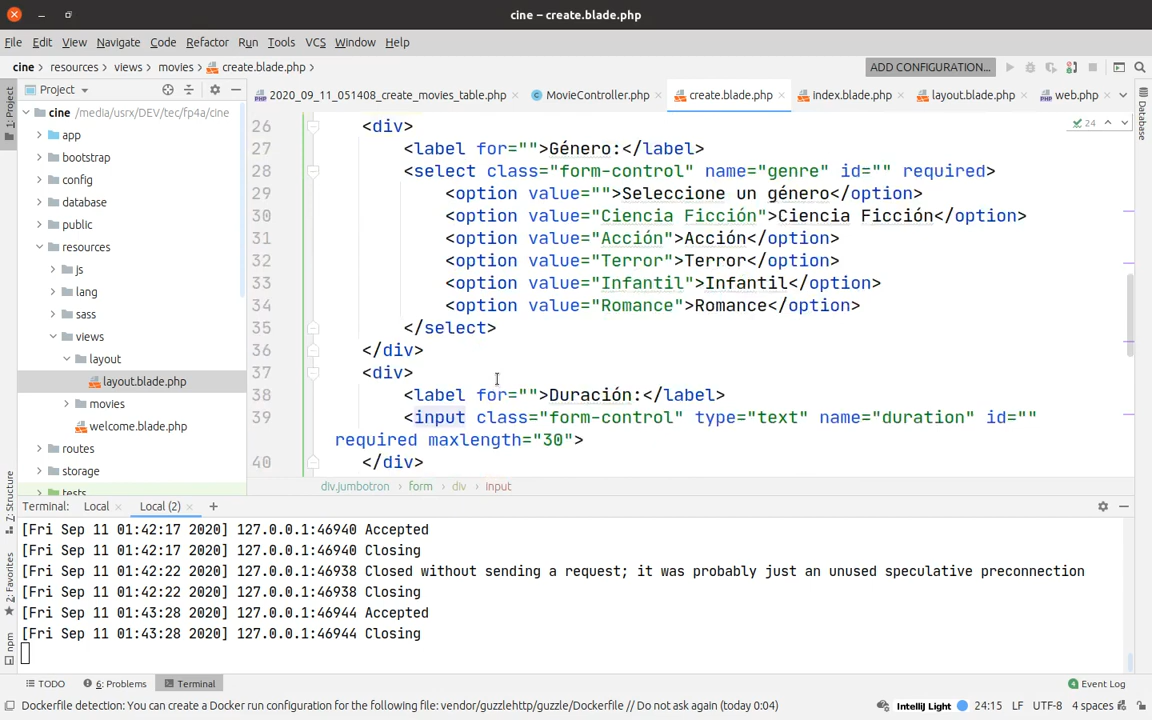 cine – create.blade.php
File Edit View Navigate Code Refactor Run Tools VCS Window Help
cine resources views movies create.blade.php ADD CONFIGURATION...
1: Project
Project
2020_09_11_051408_create_movies_table.php MovieController.php create.blade.php index.blade.php layout.blade.php web.php
Database
cine /media/usrx/DEV/tec/fp4a/cine
app
bootstrap
config
database
public
resources
js
lang
sass
views
layout
layout.blade.php
movies
welcome.blade.php
routes
storage
tests
24
26 <div>
27 <label for="">Género:</label>
28 <select class="form-control" name="genre" id="" required>
29 <option value="">Seleccione un género</option>
30 <option value="Ciencia Ficción">Ciencia Ficción</option>
31 <option value="Acción">Acción</option>
32 <option value="Terror">Terror</option>
33 <option value="Infantil">Infantil</option>
34 <option value="Romance">Romance</option>
35 </select>
36 </div>
37 <div>
38 <label for="">Duración:</label>
39 <input class="form-control" type="text" name="duration" id=""
required maxlength="30">
40 </div>
div.jumbotron form div input
7: Structure
2: Favorites
npm
Terminal: Local Local (2) +
[Fri Sep 11 01:42:17 2020] 127.0.0.1:46940 Accepted
[Fri Sep 11 01:42:17 2020] 127.0.0.1:46940 Closing
[Fri Sep 11 01:42:22 2020] 127.0.0.1:46938 Closed without sending a request; it was probably just an unused speculative preconnection
[Fri Sep 11 01:42:22 2020] 127.0.0.1:46938 Closing
[Fri Sep 11 01:43:28 2020] 127.0.0.1:46944 Accepted
[Fri Sep 11 01:43:28 2020] 127.0.0.1:46944 Closing
TODO 6: Problems Terminal 4 Event Log
Dockerfile detection: You can create a Docker run configuration for the following file: vendor/guzzlehttp/guzzle/Dockerfile // Do not ask again (today 0:04) IntelliJ Light 24:15 LF UTF-8 4 spaces